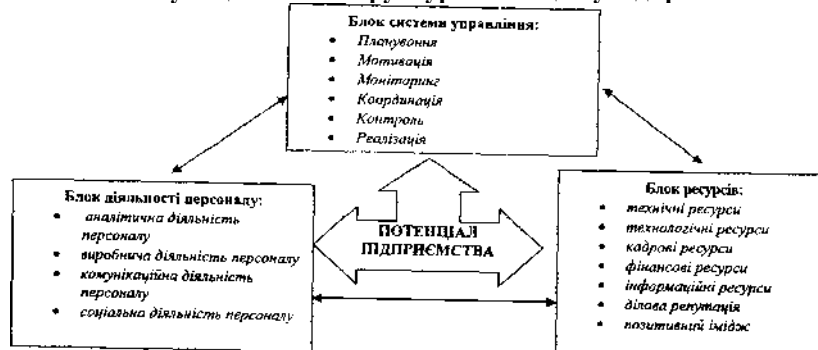 Блок система управління:
• Планування
• Мотивація
• Моніторинг
• Координація
• Контроль
• Реалізація
Блок діяльності персоналу:
• аналітична діяльність
персоналу
• виробнича діяльність персоналу
• комунікаційна діяльність
персоналу
• соціальна діяльність персоналу
ПОТЕНЦІАЛ
ПІДПРИЄМСТВА
Блок ресурсів:
• технічні ресурси
• технологічні ресурси
• кадрові ресурси
• фінансові ресурси
• інформаційні ресурси
• ділова репутація
• позитивний імідж